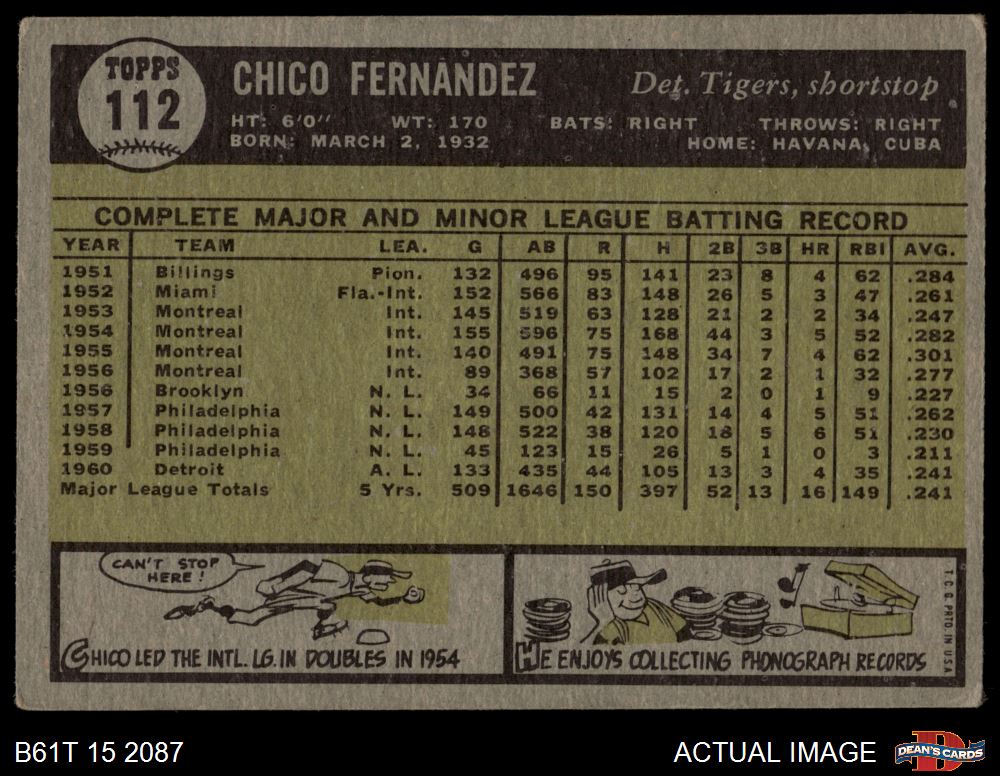 TOPPS
112
CHICO FERNANDEZ
Det. Tigers, shortstop
HT: 6'0" WT: 170 BATS: RIGHT THROWS: RIGHT
BORN: MARCH 2, 1932 HOME: HAVANA, CUBA
COMPLETE MAJOR AND MINOR LEAGUE BATTING RECORD
YEAR TEAM LEA. G AB R H 2B 3B HR RBI AVG.
1951 Billings Pion. 132 496 95 141 23 8 4 62 .284
1952 Miami Fla.-Int. 152 566 83 148 26 5 3 47 .261
1953 Montreal Int. 145 519 63 128 21 2 2 34 .247
1954 Montreal Int. 155 596 75 168 44 3 5 52 .282
1955 Montreal Int. 140 491 75 148 34 7 4 62 .301
1956 Montreal Int. 89 368 57 102 17 2 1 32 .277
1956 Brooklyn N. L. 34 66 11 15 2 0 1 9 .227
1957 Philadelphia N. L. 149 500 42 131 14 4 5 51 .262
1958 Philadelphia N. L. 148 522 38 120 18 5 6 51 .230
1959 Philadelphia N. L. 45 123 15 26 5 1 0 3 .211
1960 Detroit A. L. 133 435 44 105 13 3 4 35 .241
Major League Totals 5 Yrs. 509 1646 150 397 52 13 16 149 .241
CAN'T STOP
HERE!
CHICO LED THE INTL. LG. IN DOUBLES IN 1954
HE ENJOYS COLLECTING PHONOGRAPH RECORDS
T. C. G. PRTD. IN U.S.A.
B61T 15 2087
ACTUAL IMAGE
DEAN'S CARDS